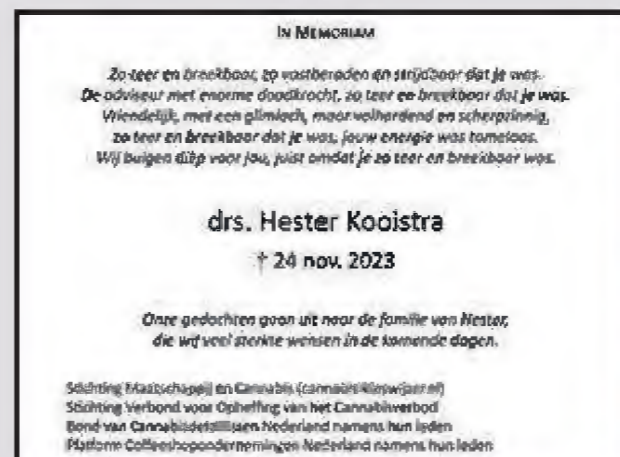 IN MEMORIAM
Zo teer en breekbaar, zo vastberaden en strijdbaar dat je was.
De adviseur met enorme daadkracht, zo teer en breekbaar dat je was.
Vriendelijk, met een glimlach, maar volhardend en scherpzinnig,
zo teer en breekbaar dat je was, jouw energie was tomeloos.
Wij buigen diep voor jou, juist omdat je zo teer en breekbaar was.
drs. Hester Kooistra
† 24 nov. 2023
Onze gedachten gaan uit naar de familie van Hester,
die wij veel sterkte wensen in de komende dagen.
Stichting Maatschappij en Cannabis
Stichting Verbond voor Opheffing van het Cannabisverbod
Bond van Cannabisdetaillisten Nederland namens hun leden
Platform Coffeeshopondernemingen Nederland namens hun leden